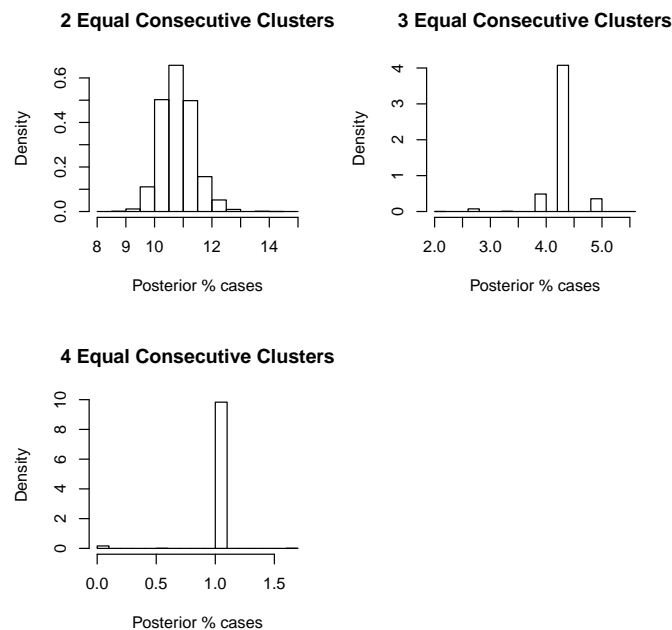 2 Equal Consecutive Clusters
Density
0.0 0.2 0.4 0.6
8 9 10 12 14
Posterior % cases
3 Equal Consecutive Clusters
Density
0 1 2 3 4
2.0 3.0 4.0 5.0
Posterior % cases
4 Equal Consecutive Clusters
Density
0 2 4 6 8 10
0.0 0.5 1.0 1.5
Posterior % cases